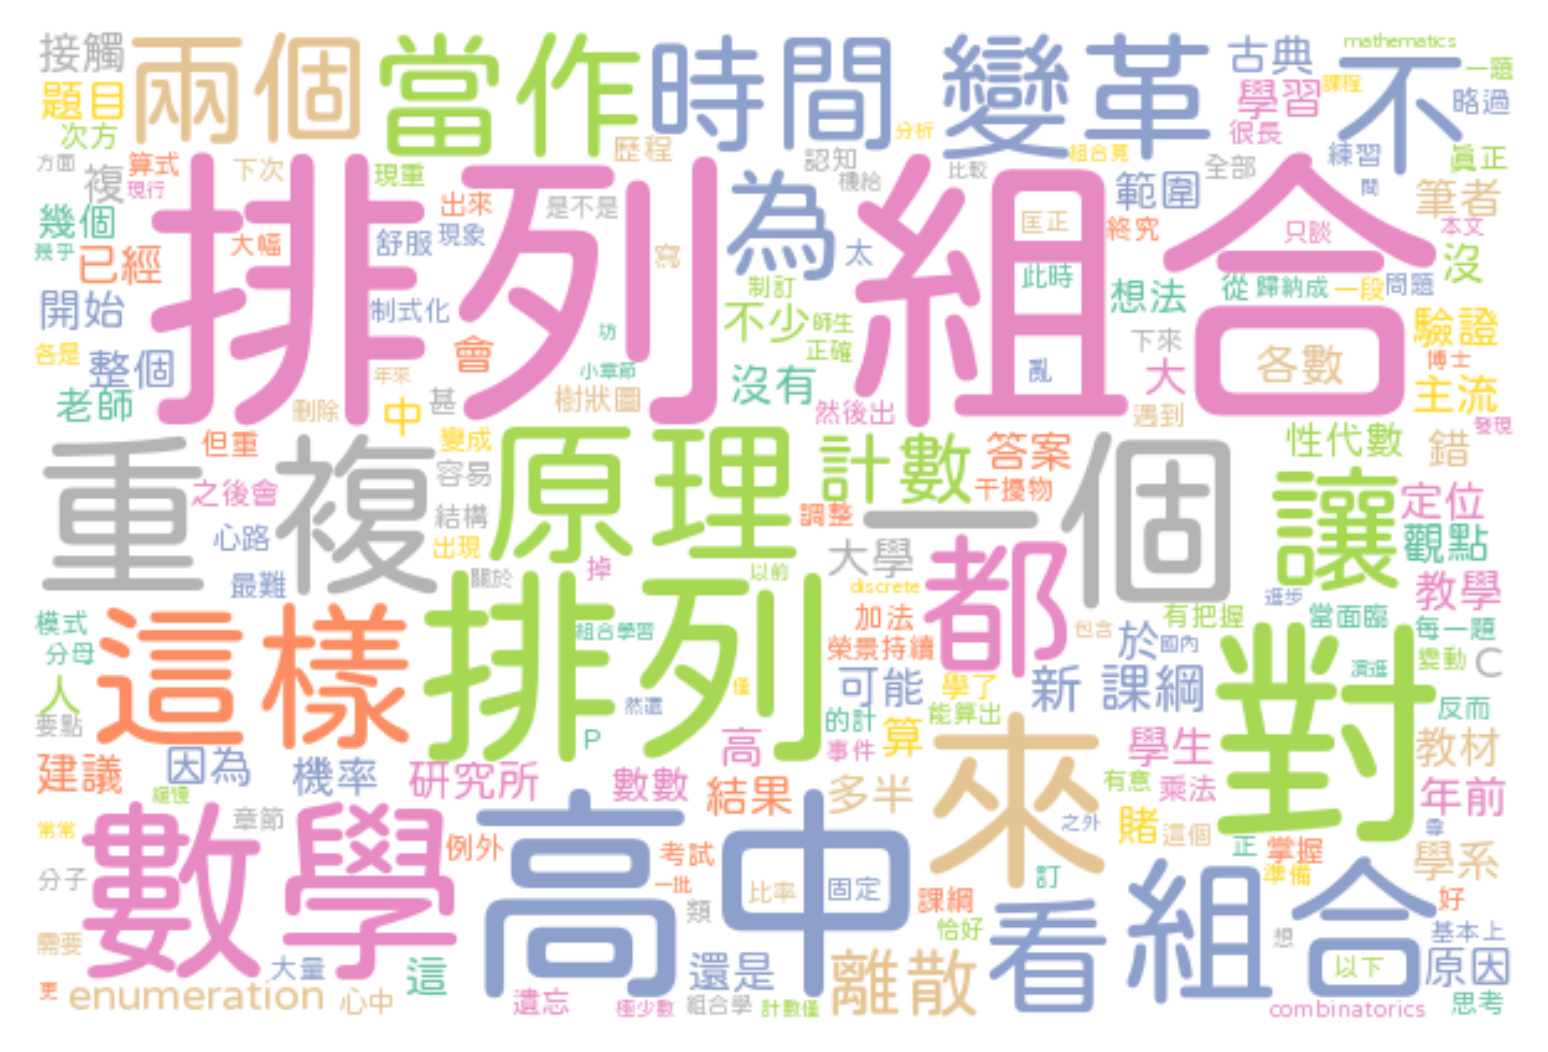 接觸
兩個
當作
時間
變革
古典
mathematics
不
一題
題目
學習
課程
略過
次方
歷程
分析
很長
方面
算式
下次
現重
認知
組合竟
比較
全部
練習
眞正
複
現行
機給
範圍
間
筆者
排列組合
為
幾個
大幅
出來
是不是
匡正
終究
只談
本文
幾乎
已經
舒服
現象
寫
太
沒
制訂
此時
想法
從
歸納成
一段
問題
開始
制式化
不少
師生
驗證
各是
整個
會
坊
正確
亂
下來
各數
博士
小章節
老師
年來
沒有
大
主流
刪除
中
甚
樹狀圖
然後出
遇到
發現
重複
但重
變成
原理
計數
答案
一個
性代數
錯
之後會
容易
干擾物
讓
定位
心路
結構
調整
觀點
出現
大學
都
最難
關於
掉
以前
discrete
進步
教學
模式
這樣
排列
組合學習
加法
包含
有把握
當面臨
每一題
分母
榮景持續
於
國內
對
變動
C
人
僅
可能
學了
新
課綱
演進
要點
然還
的計
能算出
反而
P
高
事件
算
來
學生
教材
建議
因為
機率
研究所
數數
結果
多半
有意
乘法
年前
緩慢
數學
章節
高中
賭
這個
之外
常常
例外
考試
正
掌握
學系
分子
一批
比率
固定
訂
準備
課綱
看
組合
好
類
恰好
想
基本上
需要
大量
這
還是
離散
以下
原因
更
enumeration
心中
遺忘
極少數
組合學
計數僅
combinatorics
思考